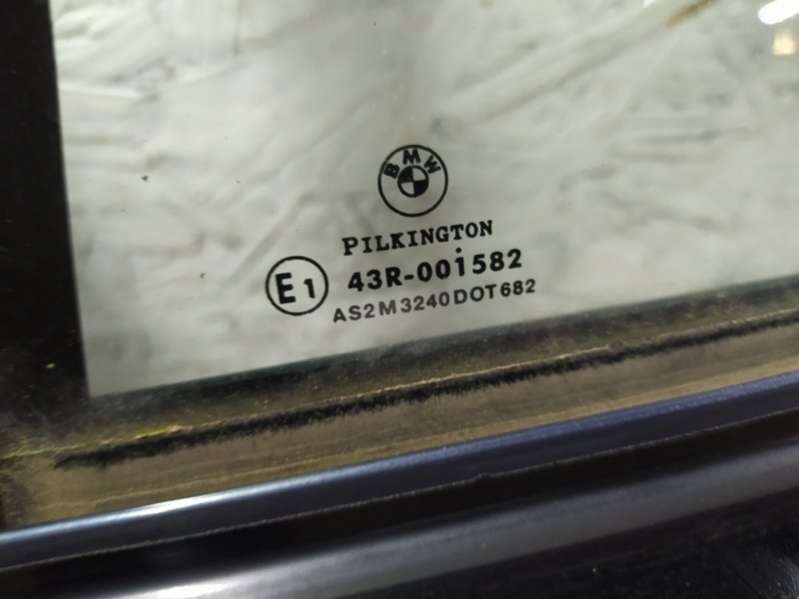 BMW
PILKINGTON
E1 43R-001582
AS2M3240DOT682